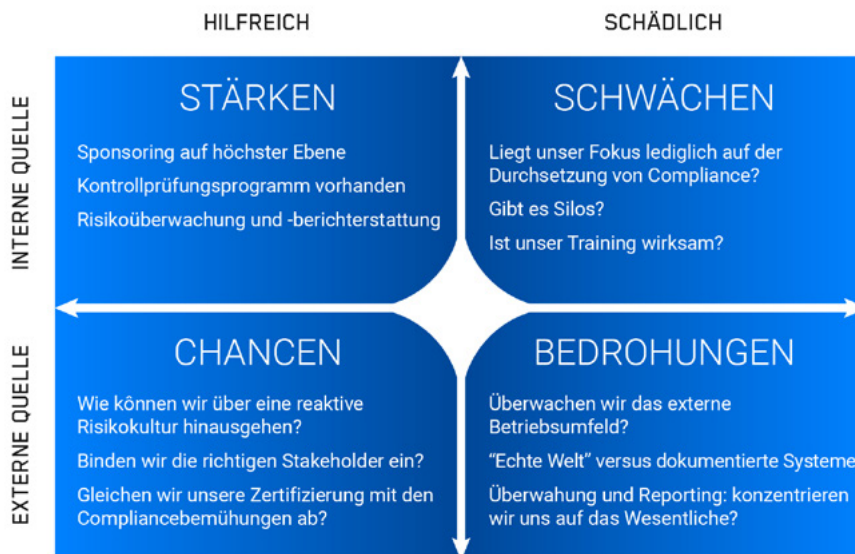 HILFREICH
SCHÄDLICH
INTERNE QUELLE
STÄRKEN
Sponsoring auf höchster Ebene
Kontrollprüfungsprogramm vorhanden
Risikoüberwachung und -berichterstattung
SCHWÄCHEN
Liegt unser Fokus lediglich auf der
Durchsetzung von Compliance?
Gibt es Silos?
Ist unser Training wirksam?
EXTERNE QUELLE
CHANCEN
Wie können wir über eine reaktive
Risikokultur hinausgehen?
Binden wir die richtigen Stakeholder ein?
Gleichen wir unsere Zertifizierung mit den
Compliancebemühungen ab?
BEDROHUNGEN
Überwachen wir das externe
Betriebsumfeld?
“Echte Welt” versus dokumentierte Systeme
Überwahung und Reporting: konzentrieren
wir uns auf das Wesentliche?